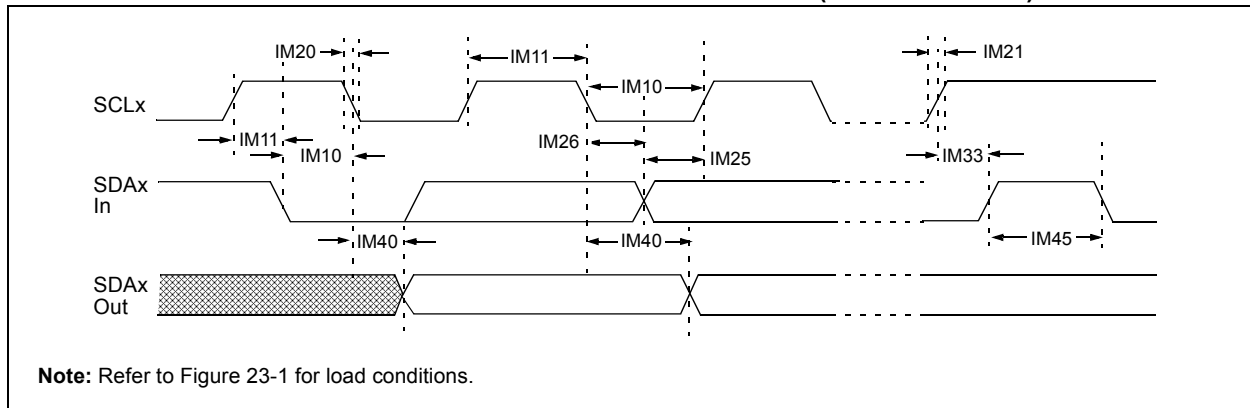 IM20
IM11
IM21
IM10
SCLx
IM11
IM26
IM10
IM25
IM33
SDAx
In
IM40
IM40
IM45
SDAx
Out
Note: Refer to Figure 23-1 for load conditions.